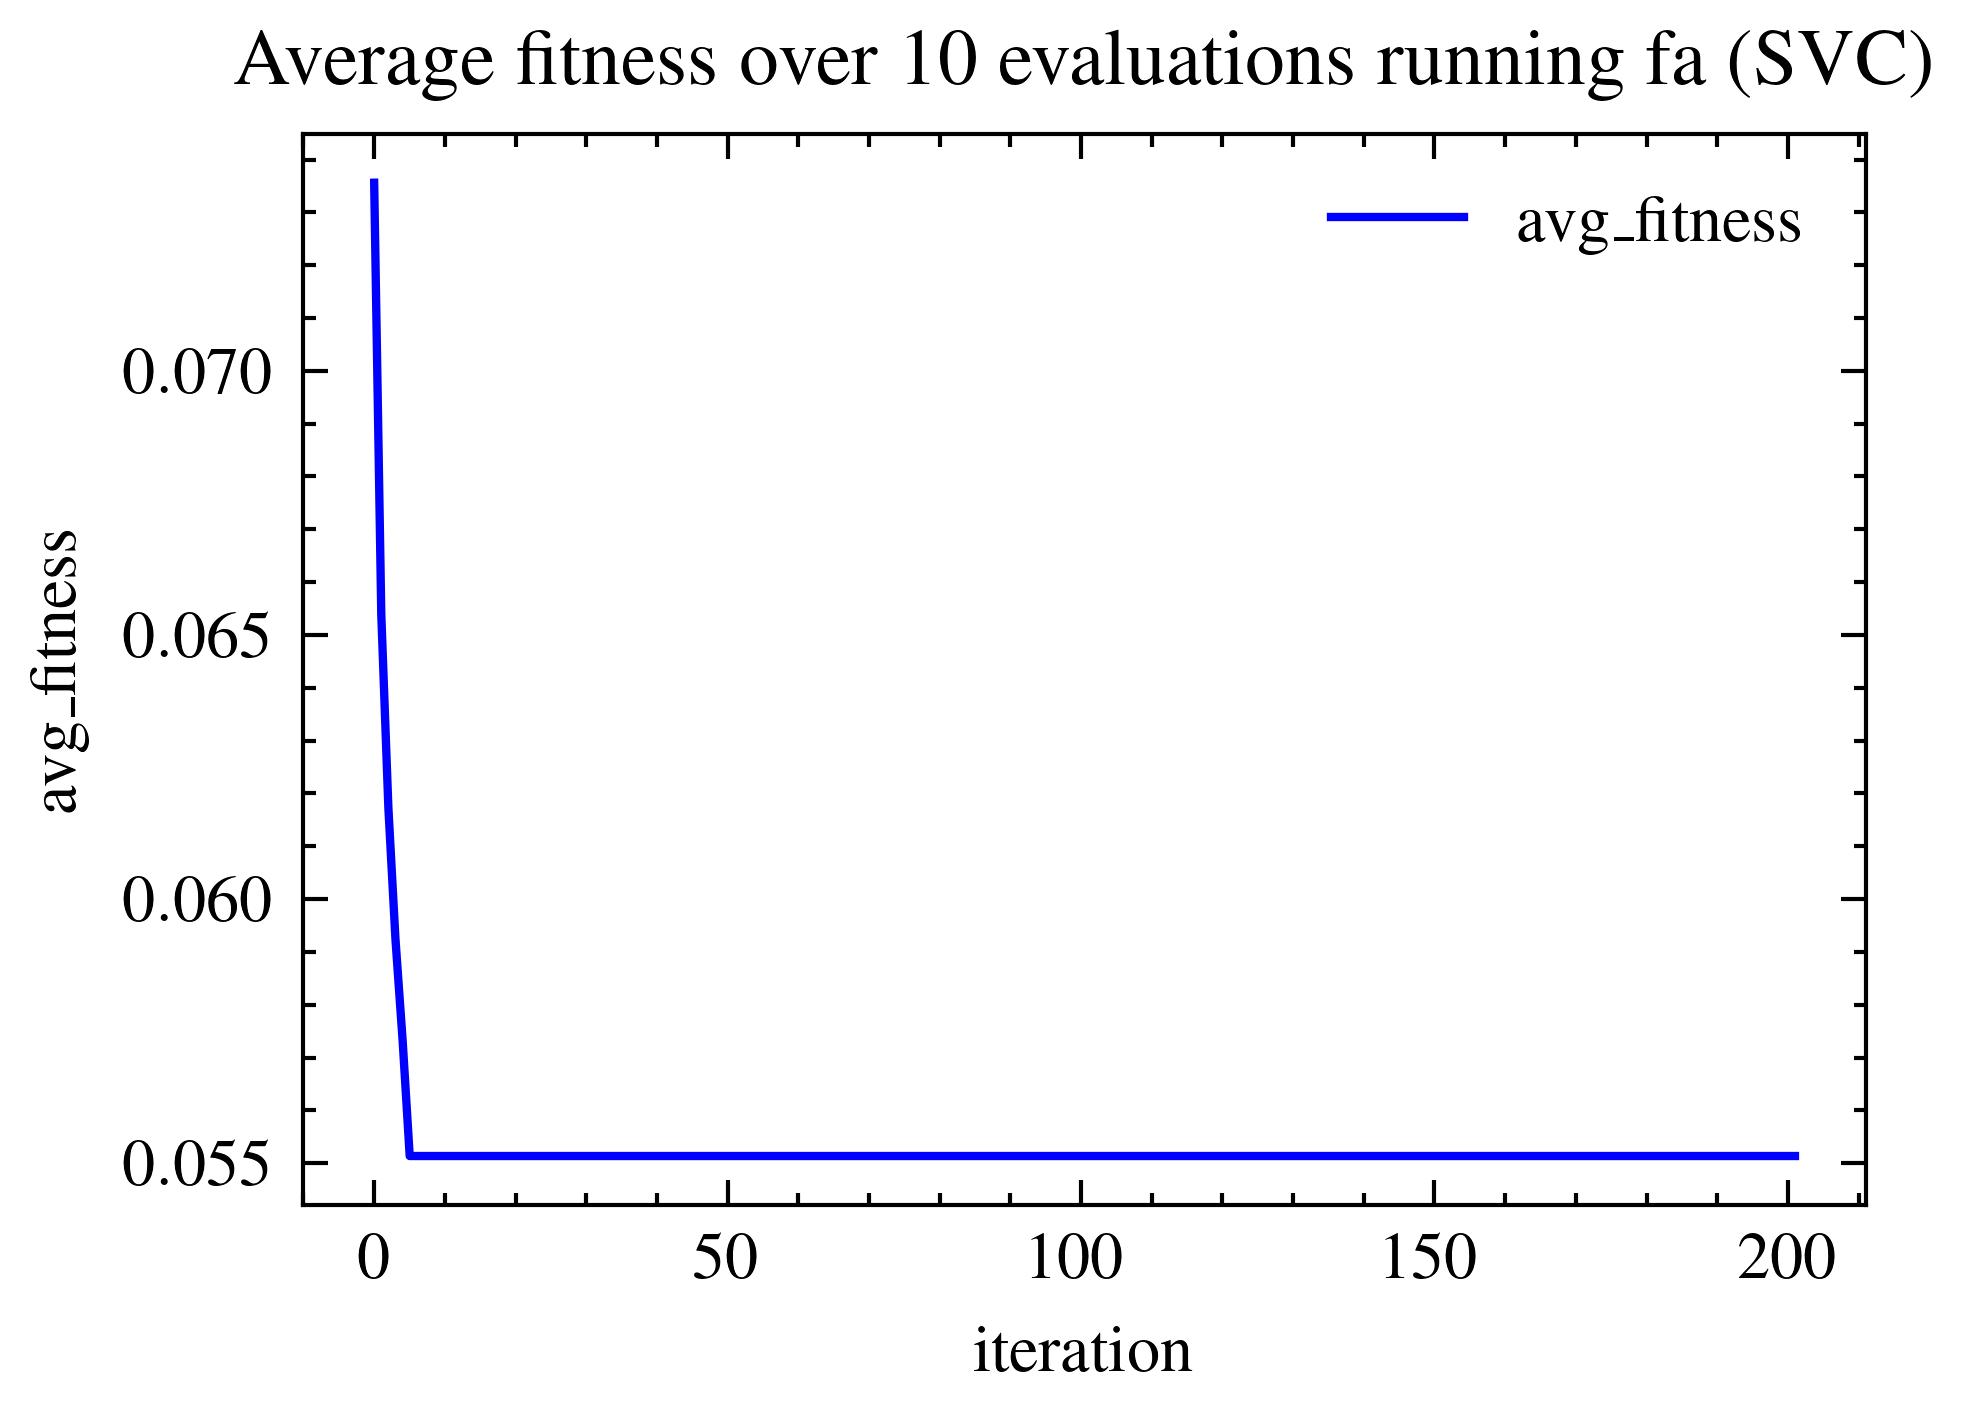 Average fitness over 10 evaluations running fa (SVC)
avg_fitness
0.070
0.065
0.060
0.055
avg_fitness
0 50 100 150 200
iteration